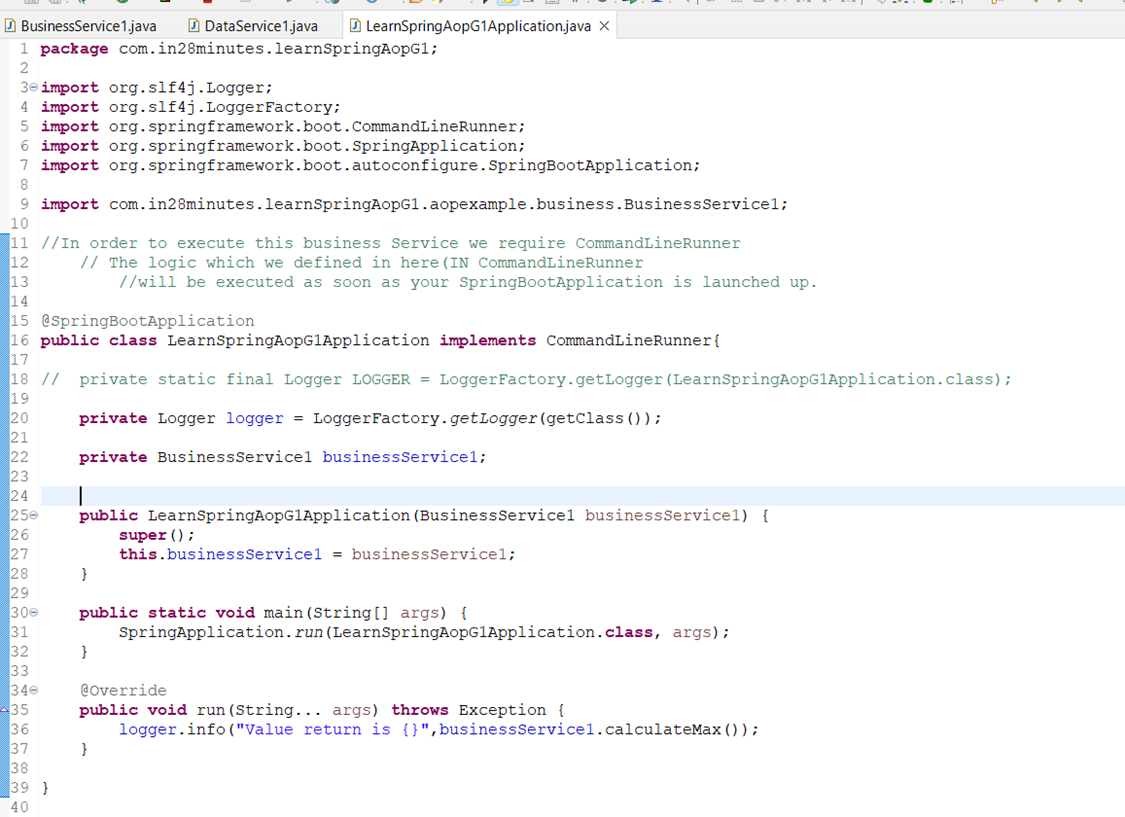 BusinessService1.java DataService1.java LearnSpringAopG1Application.java
1 package com.in28minutes.learnSpringAopG1;
2
3 import org.slf4j.Logger;
4 import org.slf4j.LoggerFactory;
5 import org.springframework.boot.CommandLineRunner;
6 import org.springframework.boot.SpringApplication;
7 import org.springframework.boot.autoconfigure.SpringBootApplication;
8
9 import com.in28minutes.learnSpringAopG1.aopexample.business.BusinessService1;
10
11 //In order to execute this business Service we require CommandLineRunner
12     // The logic which we defined in here(IN CommandLineRunner
13         //will be executed as soon as your SpringBootApplication is launched up.
14
15 @SpringBootApplication
16 public class LearnSpringAopG1Application implements CommandLineRunner{
17
18 //  private static final Logger LOGGER = LoggerFactory.getLogger(LearnSpringAopG1Application.class);
19
20     private Logger logger = LoggerFactory.getLogger(getClass());
21
22     private BusinessService1 businessService1;
23
24
25     public LearnSpringAopG1Application(BusinessService1 businessService1) {
26         super();
27         this.businessService1 = businessService1;
28     }
29
30     public static void main(String[] args) {
31         SpringApplication.run(LearnSpringAopG1Application.class, args);
32     }
33
34     @Override
35     public void run(String... args) throws Exception {
36         logger.info("Value return is {}",businessService1.calculateMax());
37     }
38
39 }
40